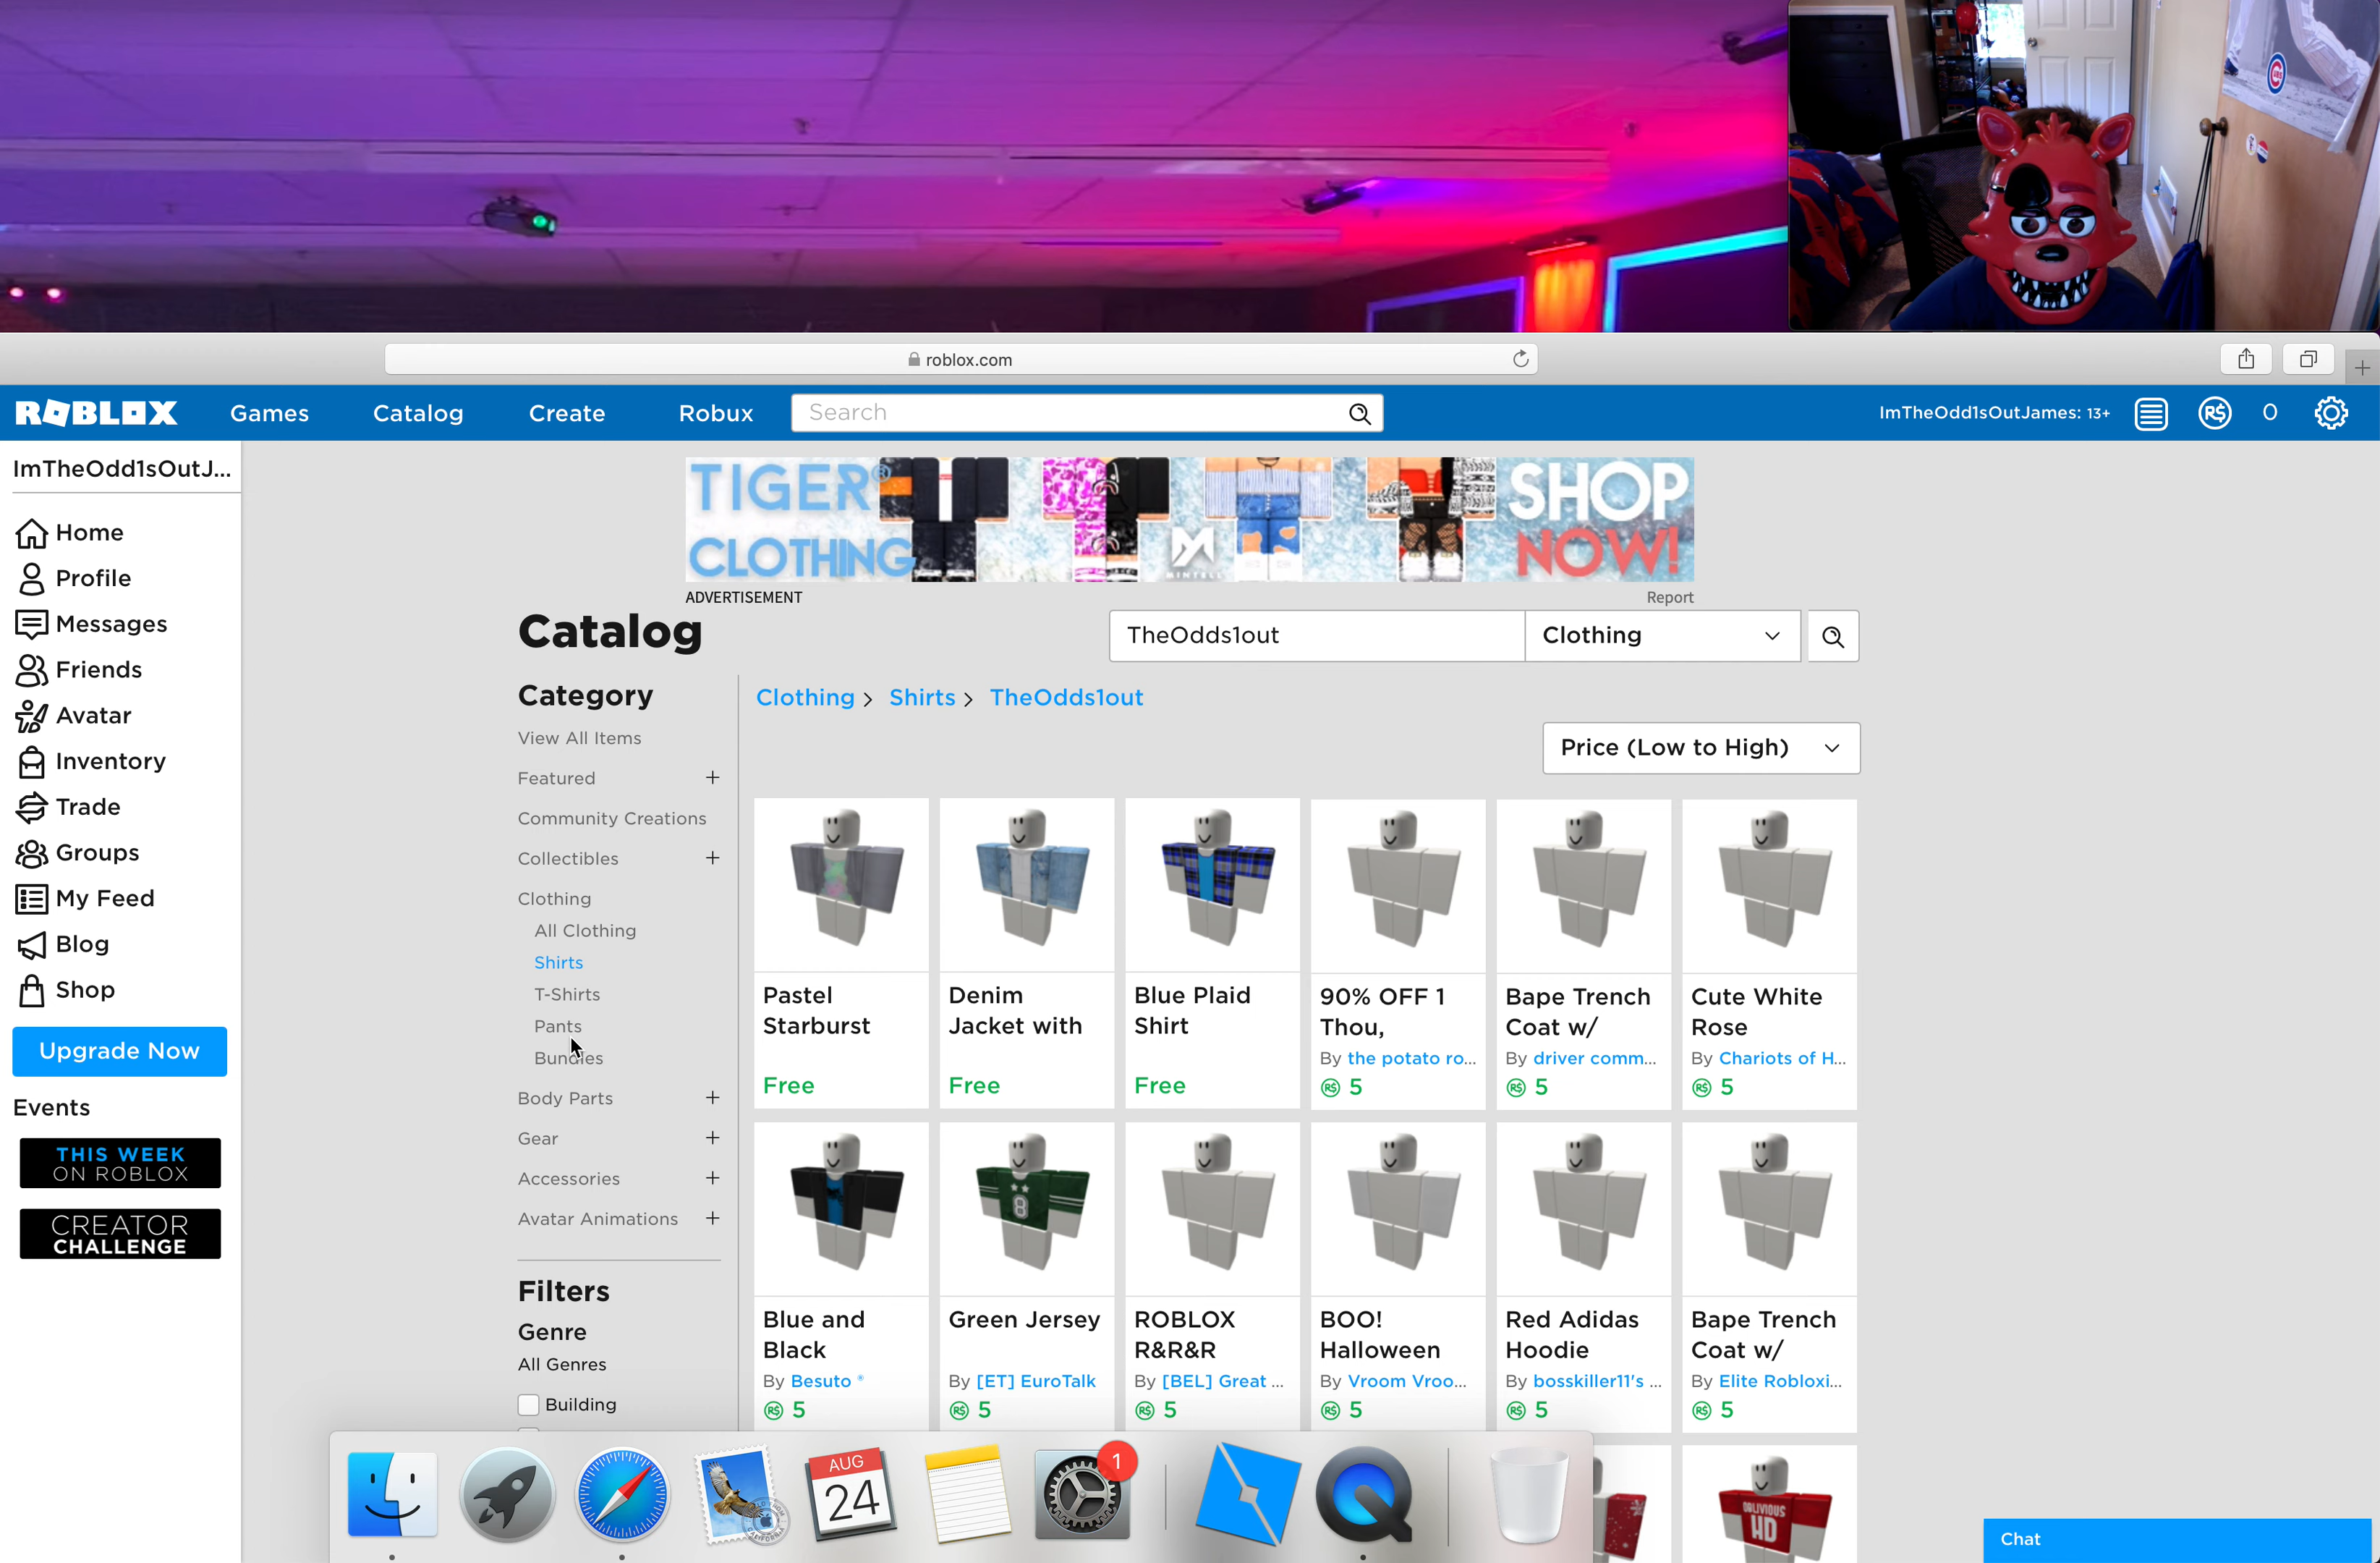 roblox.com
ROBLOX
Games
Catalog
Create
Robux
Search
ImTheOdd1sOutJames: 13+
R$
0
ImTheOdd1sOutJ...
Home
Profile
Messages
Friends
Avatar
Inventory
Trade
Groups
My Feed
Blog
Shop
Upgrade Now
Events
THIS WEEK
ON ROBLOX
CREATOR
CHALLENGE
TIGER®
CLOTHING
SHOP
NOW!
ADVERTISEMENT
Report
Catalog
TheOdds1out
Clothing
Category
View All Items
Featured +
Community Creations
Collectibles +
Clothing
All Clothing
Shirts
T-Shirts
Pants
Bundles
Body Parts +
Gear +
Accessories +
Avatar Animations +
Filters
Genre
All Genres
Building
Clothing > Shirts > TheOdds1out
Price (Low to High)
Pastel
Starburst
Free
Denim
Jacket with
Free
Blue Plaid
Shirt
Free
90% OFF 1
Thou,
By the potato ro...
R$ 5
Bape Trench
Coat w/
By driver comm...
R$ 5
Cute White
Rose
By Chariots of H...
R$ 5
Blue and
Black
By Besuto ®
R$ 5
8
Green Jersey
By [ET] EuroTalk
R$ 5
ROBLOX
R&R&R
By [BEL] Great ...
R$ 5
BOO!
Halloween
By Vroom Vroo...
R$ 5
Red Adidas
Hoodie
By bosskiller11's ...
R$ 5
Bape Trench
Coat w/
By Elite Robloxi...
R$ 5
OBLIVIOUS
HD
AUG
24
1
Chat